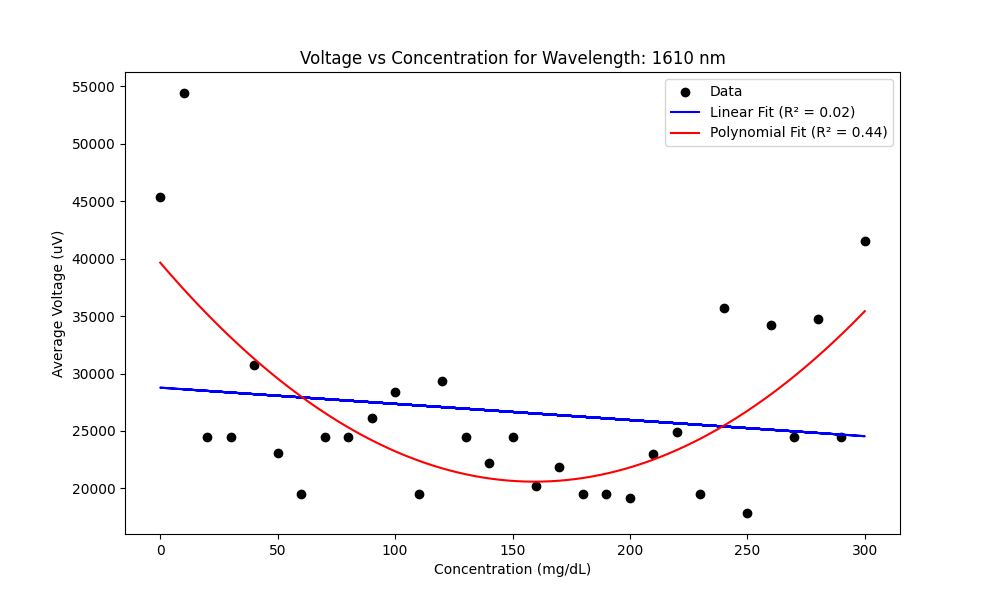 Voltage vs Concentration for Wavelength: 1610 nm
Data
Linear Fit (R² = 0.02)
Polynomial Fit (R² = 0.44)
Average Voltage (uV)
55000
50000
45000
40000
35000
30000
25000
20000
0 50 100 150 200 250 300
Concentration (mg/dL)